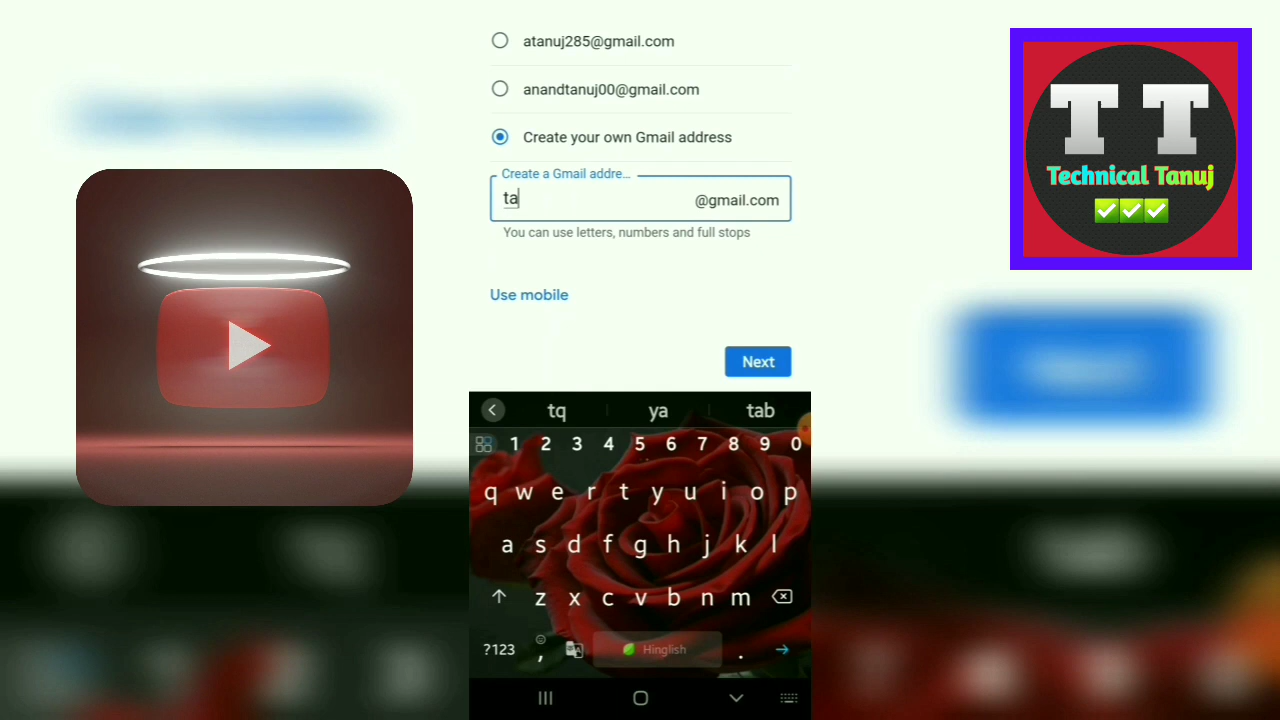 atanuj285@gmail.com
anandtanuj00@gmail.com
Create your own Gmail address
Create a Gmail addre...
ta
@gmail.com
You can use letters, numbers and full stops
Use mobile
Next
tq ya tab
1 2 3 4 5 6 7 8 9 0
q w e r t y u i o p
a s d f g h j k l
z x c v b n m
?123 , Hinglish .
T T
Technical Tanuj